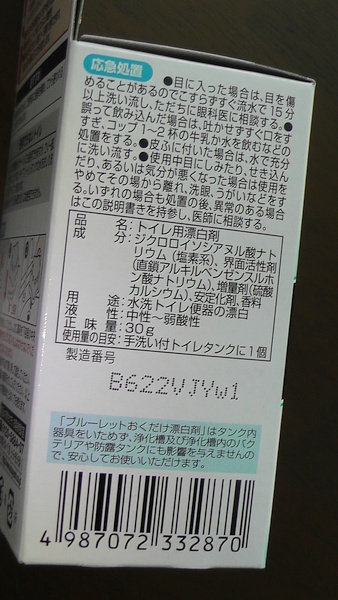 応急処置
●目に入った場合は、目を傷
めることがあるのでこすらずすぐ流水で15分
以上洗い流し、ただちに眼科医に相談する。●
誤って飲み込んだ場合は、吐かせずすぐ口をす
すぎ、コップ1〜2杯の牛乳か水を飲むなどの
処置をする。●皮ふに付いた場合は、水で充分
に洗い流す。●使用中目にしみたり、せき込ん
だり、あるいは気分が悪くなった場合は使用を
やめてその場から離れ、洗眼、うがいなどをす
る。いずれの場合も処置の後、異常のある場合
はこの説明書きを持参し、医師に相談する。
品名:トイレ用漂白剤
成分:ジクロロイソシアヌル酸ナト
リウム(塩素系)、界面活性剤
(直鎖アルキルベンゼンスルホ
ン酸ナトリウム)、増量剤(硫酸
カルシウム)、安定化剤、香料
用途:水洗トイレ便器の漂白
液性:中性〜弱酸性
正味量:30g
使用量の目安:手洗い付トイレタンクに1個
製造番号
B622VJYw1
「ブルーレットおくだけ漂白剤」はタンク内
器具をいためず、浄化槽及び浄化槽内のバク
テリアや防露タンクにも影響を与えませんの
で、安心してお使いいただけます。
4 987072 332870